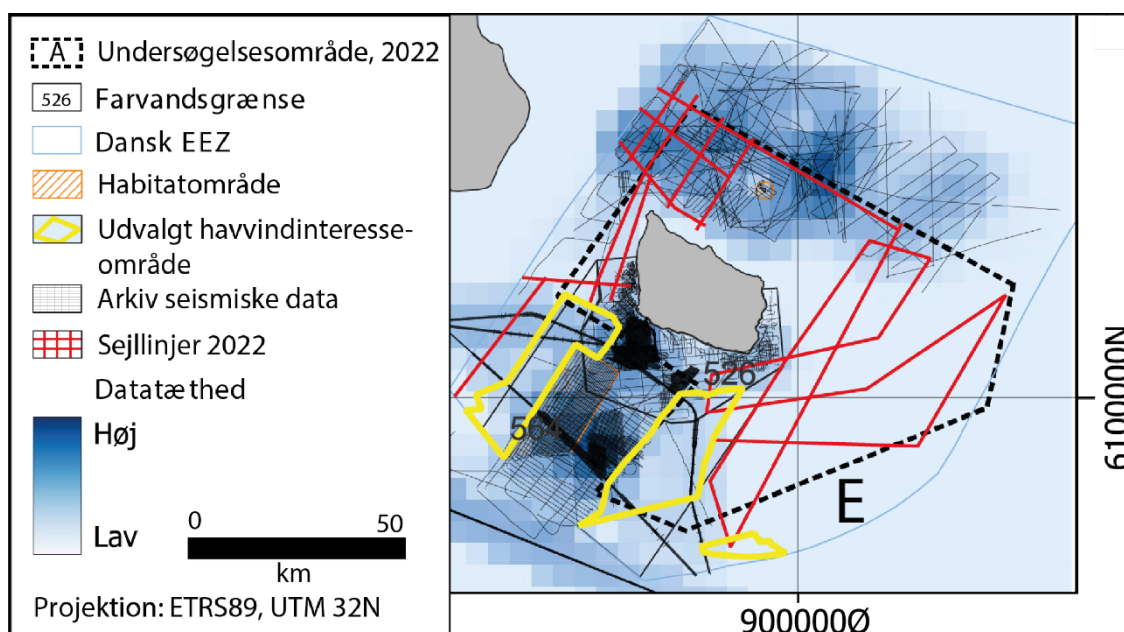 A Undersøgelsesområde, 2022
526 Farvandsgrænse
Dansk EEZ
Habitatområde
Udvalgt havvindinteresse-
område
Arkiv seismiske data
Sejllinjer 2022
Datatæthed
Høj
Lav
0 50
km
Projektion: ETRS89, UTM 32N
526
564
E
6100000N
900000Ø